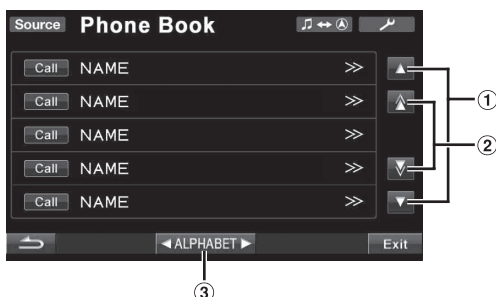 Source Phone Book
Call NAME >>
Call NAME >>
Call NAME >>
Call NAME >>
Call NAME >>
◄ ALPHABET ► Exit
①
②
③